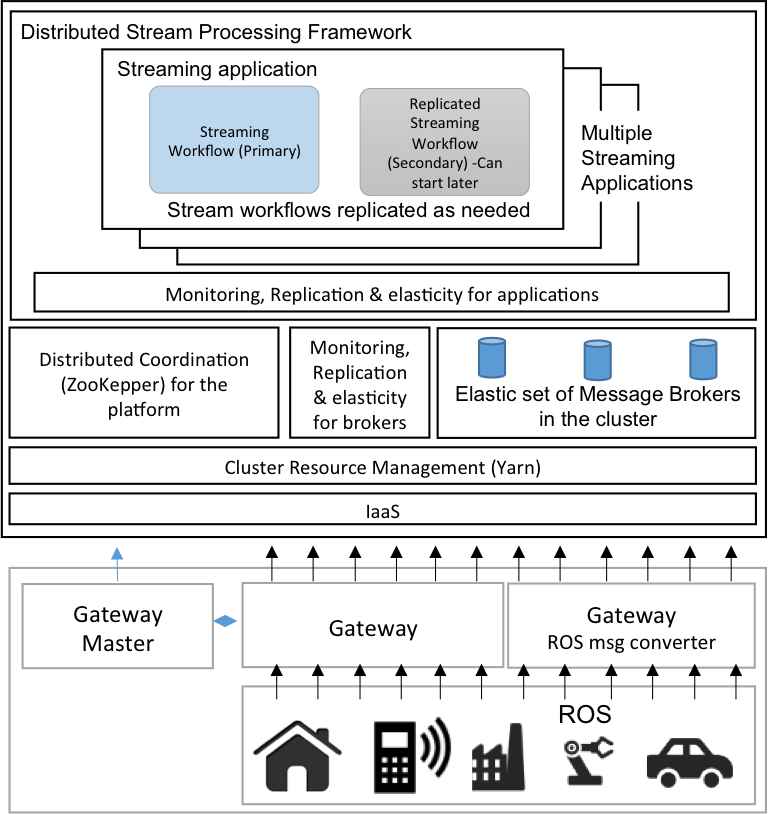 Distributed Stream Processing Framework
Streaming application
Streaming
Workflow (Primary)
Replicated
Streaming
Workflow
(Secondary) -Can
start later
Stream workflows replicated as needed
Multiple
Streaming
Applications
Monitoring, Replication & elasticity for applications
Distributed Coordination
(ZooKepper) for the
platform
Monitoring,
Replication
& elasticity
for brokers
Elastic set of Message Brokers
in the cluster
Cluster Resource Management (Yarn)
IaaS
Gateway
Master
Gateway
Gateway
ROS msg converter
ROS